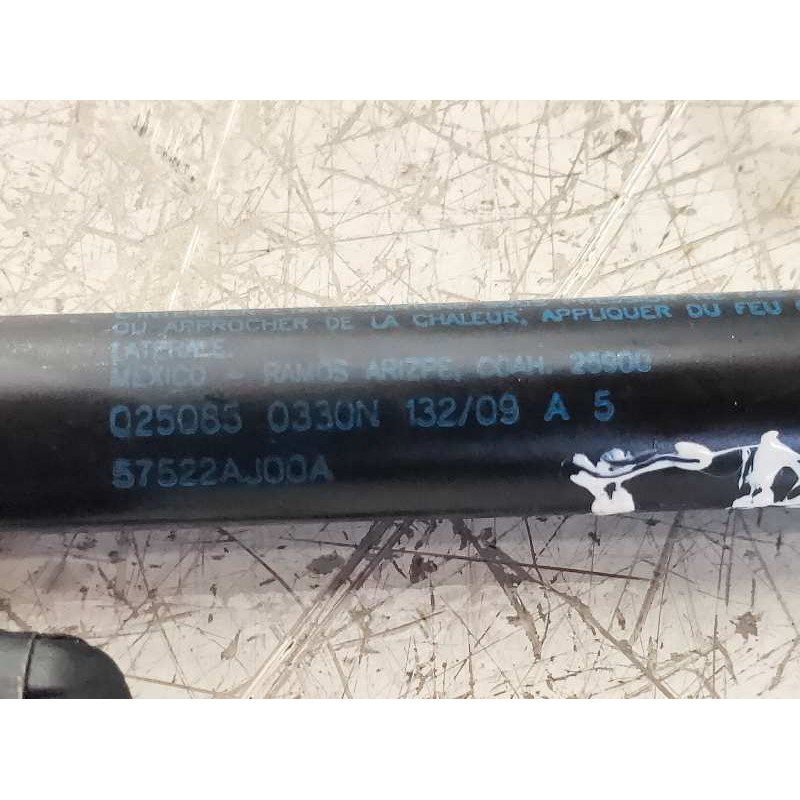 OU APPROCHER DE LA CHALEUR, APPLIQUER DU FEU
LATERALE.
MEXICO - RAMOS ARIZPE, COAH. 25900
025083 0330N 132/09 A 5
57522AJ00A